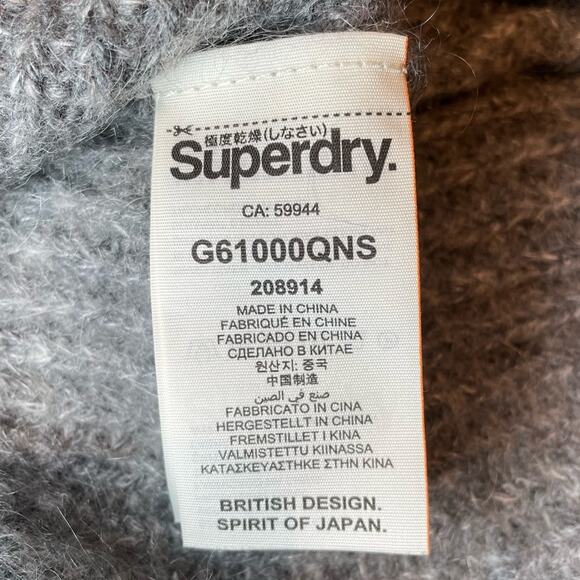 極度乾燥(しなさい)
Superdry.
CA: 59944
G61000QNS
208914
MADE IN CHINA
FABRIQUÉ EN CHINE
FABRICADO EN CHINA
СДЕЛАНО В КИТАЕ
원산지: 중국
中国制造
صنع في الصين
FABBRICATO IN CINA
HERGESTELLT IN CHINA
FREMSTILLET I KINA
VALMISTETTU KIINASSA
ΚΑΤΑΣΚΕΥΑΣΤΗΚΕ ΣΤΗΝ ΚΙΝΑ
BRITISH DESIGN.
SPIRIT OF JAPAN.